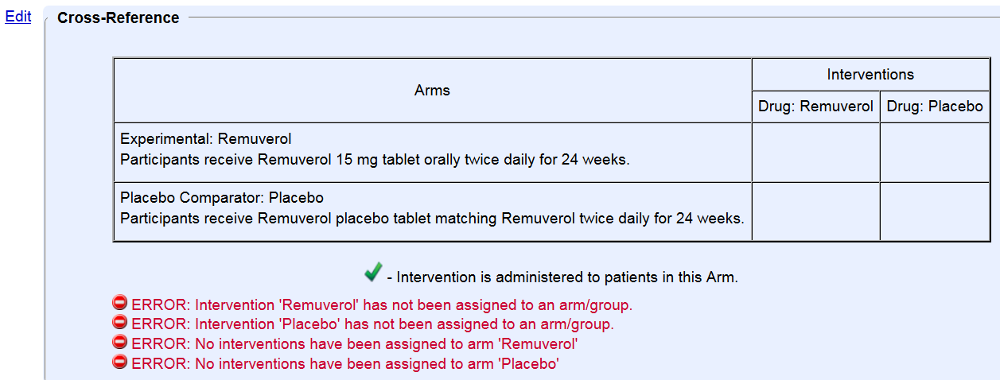 Edit
Cross-Reference
Arms
Interventions
Drug: Remuverol
Drug: Placebo
Experimental: Remuverol
Participants receive Remuverol 15 mg tablet orally twice daily for 24 weeks.
Placebo Comparator: Placebo
Participants receive Remuverol placebo tablet matching Remuverol twice daily for 24 weeks.
- Intervention is administered to patients in this Arm.
ERROR: Intervention 'Remuverol' has not been assigned to an arm/group.
ERROR: Intervention 'Placebo' has not been assigned to an arm/group.
ERROR: No interventions have been assigned to arm 'Remuverol'
ERROR: No interventions have been assigned to arm 'Placebo'